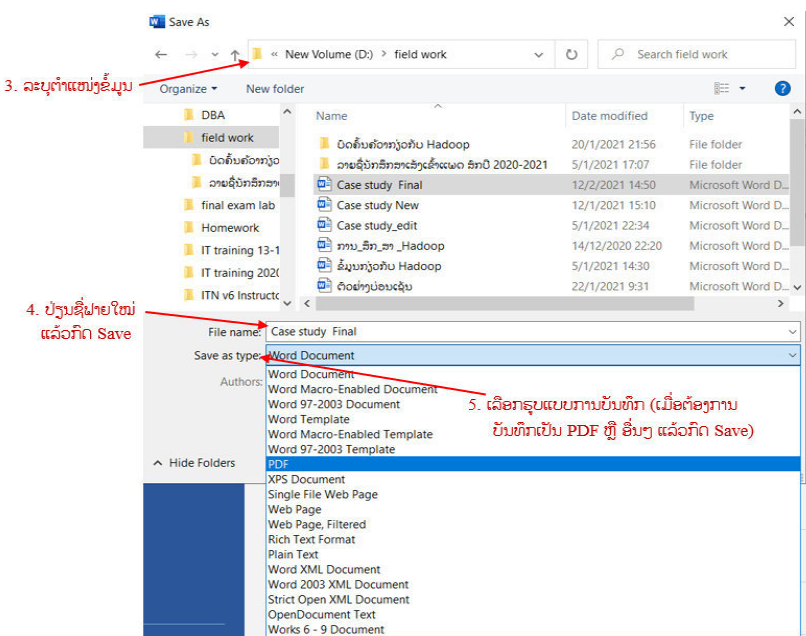 Save As
« New Volume (D:) > field work
Search field work
3. ລະບຸຕຳແໜ່ງຂໍ້ມູນ
Organize
New folder
DBA
field work
ບົດຄົ້ນຄວ້າກ່ຽວ
ລາຍຊື່ນັກສຶກສາ
final exam lab
Homework
IT training 13-1
IT training 2020
ITN v6 Instructo
Name Date modified Type
ບົດຄົ້ນຄວ້າກ່ຽວກັບ Hadoop 20/1/2021 21:56 File folder
ລາຍຊື່ນັກສຶກສາເສັງເຂົ້າແພດ ສົກປີ 2020-2021 5/1/2021 17:07 File folder
Case study Final 12/2/2021 14:50 Microsoft Word D...
Case study New 12/1/2021 15:10 Microsoft Word D...
Case study_edit 5/1/2021 22:34 Microsoft Word D...
ການ_ສຶກ_ສາ _Hadoop 14/12/2020 22:20 Microsoft Word D...
ຂໍ້ມູນກ່ຽວກັບ Hadoop 5/1/2021 14:30 Microsoft Word D...
ຕົວຢ່າງບ່ອນເຊັນ 22/1/2021 9:31 Microsoft Word D...
4. ປ່ຽນຊື່ຟາຍໃໝ່
ແລ້ວກົດ Save
File name: Case study Final
Save as type: Word Document
Authors:
Word Document
Word Macro-Enabled Document
Word 97-2003 Document
Word Template
Word Macro-Enabled Template
Word 97-2003 Template
5. ເລືອກຮູບແບບການບັນທຶກ (ເມື່ອຕ້ອງການ
ບັນທຶກເປັນ PDF ຫຼື ອື່ນໆ ແລ້ວກົດ Save)
Hide Folders
PDF
XPS Document
Single File Web Page
Web Page
Web Page, Filtered
Rich Text Format
Plain Text
Word XML Document
Word 2003 XML Document
Strict Open XML Document
OpenDocument Text
Works 6 - 9 Document